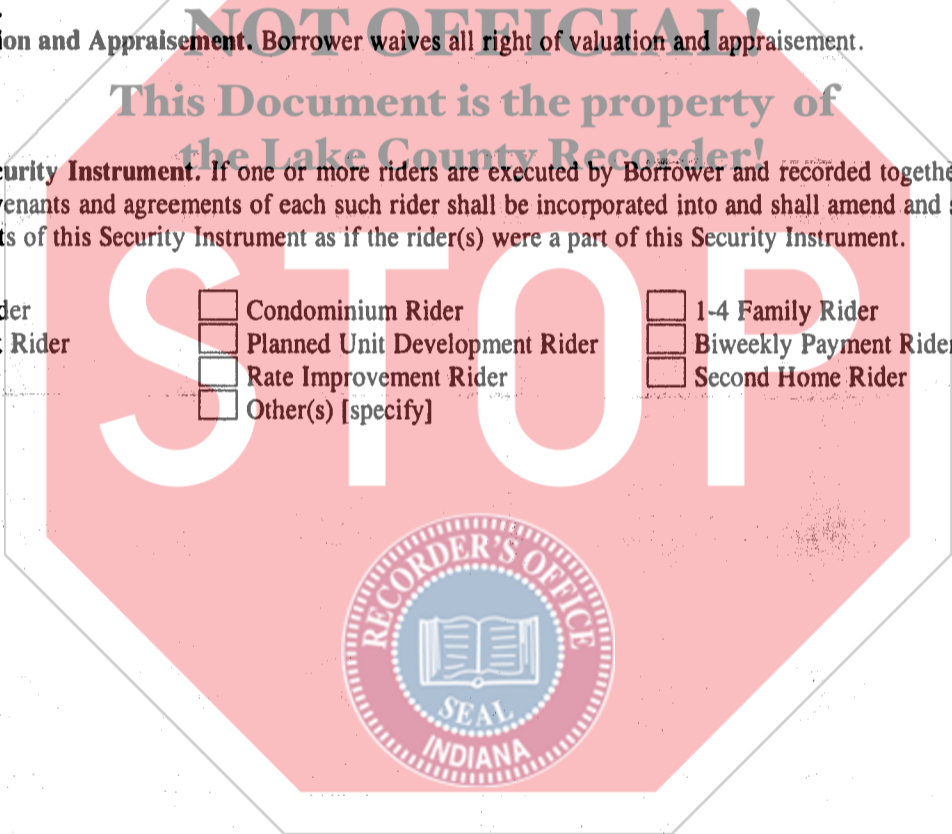 NOT OFFICIAL!
ion and Appraisement. Borrower waives all right of valuation and appraisement.
This Document is the property of
the Lake County Recorder!
urity Instrument. If one or more riders are executed by Borrower and recorded togethe
enants and agreements of each such rider shall be incorporated into and shall amend and
ts of this Security Instrument as if the rider(s) were a part of this Security Instrument.
der Condominium Rider 1-4 Family Rider
Rider Planned Unit Development Rider Biweekly Payment Rider
Rate Improvement Rider Second Home Rider
Other(s) [specify]
STOP
RECORDER'S OFFICE
SEAL
INDIANA